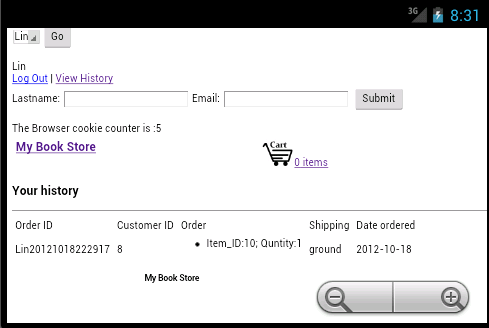 3G 8:31
Lin Go
Lin
Log Out | View History
Lastname: Email: Submit
The Browser cookie counter is :5
My Book Store
Cart
0 items
Your history
Order ID Customer ID Order Shipping Date ordered
Lin20121018222917 8 Item_ID:10; Quntity:1 ground 2012-10-18
My Book Store